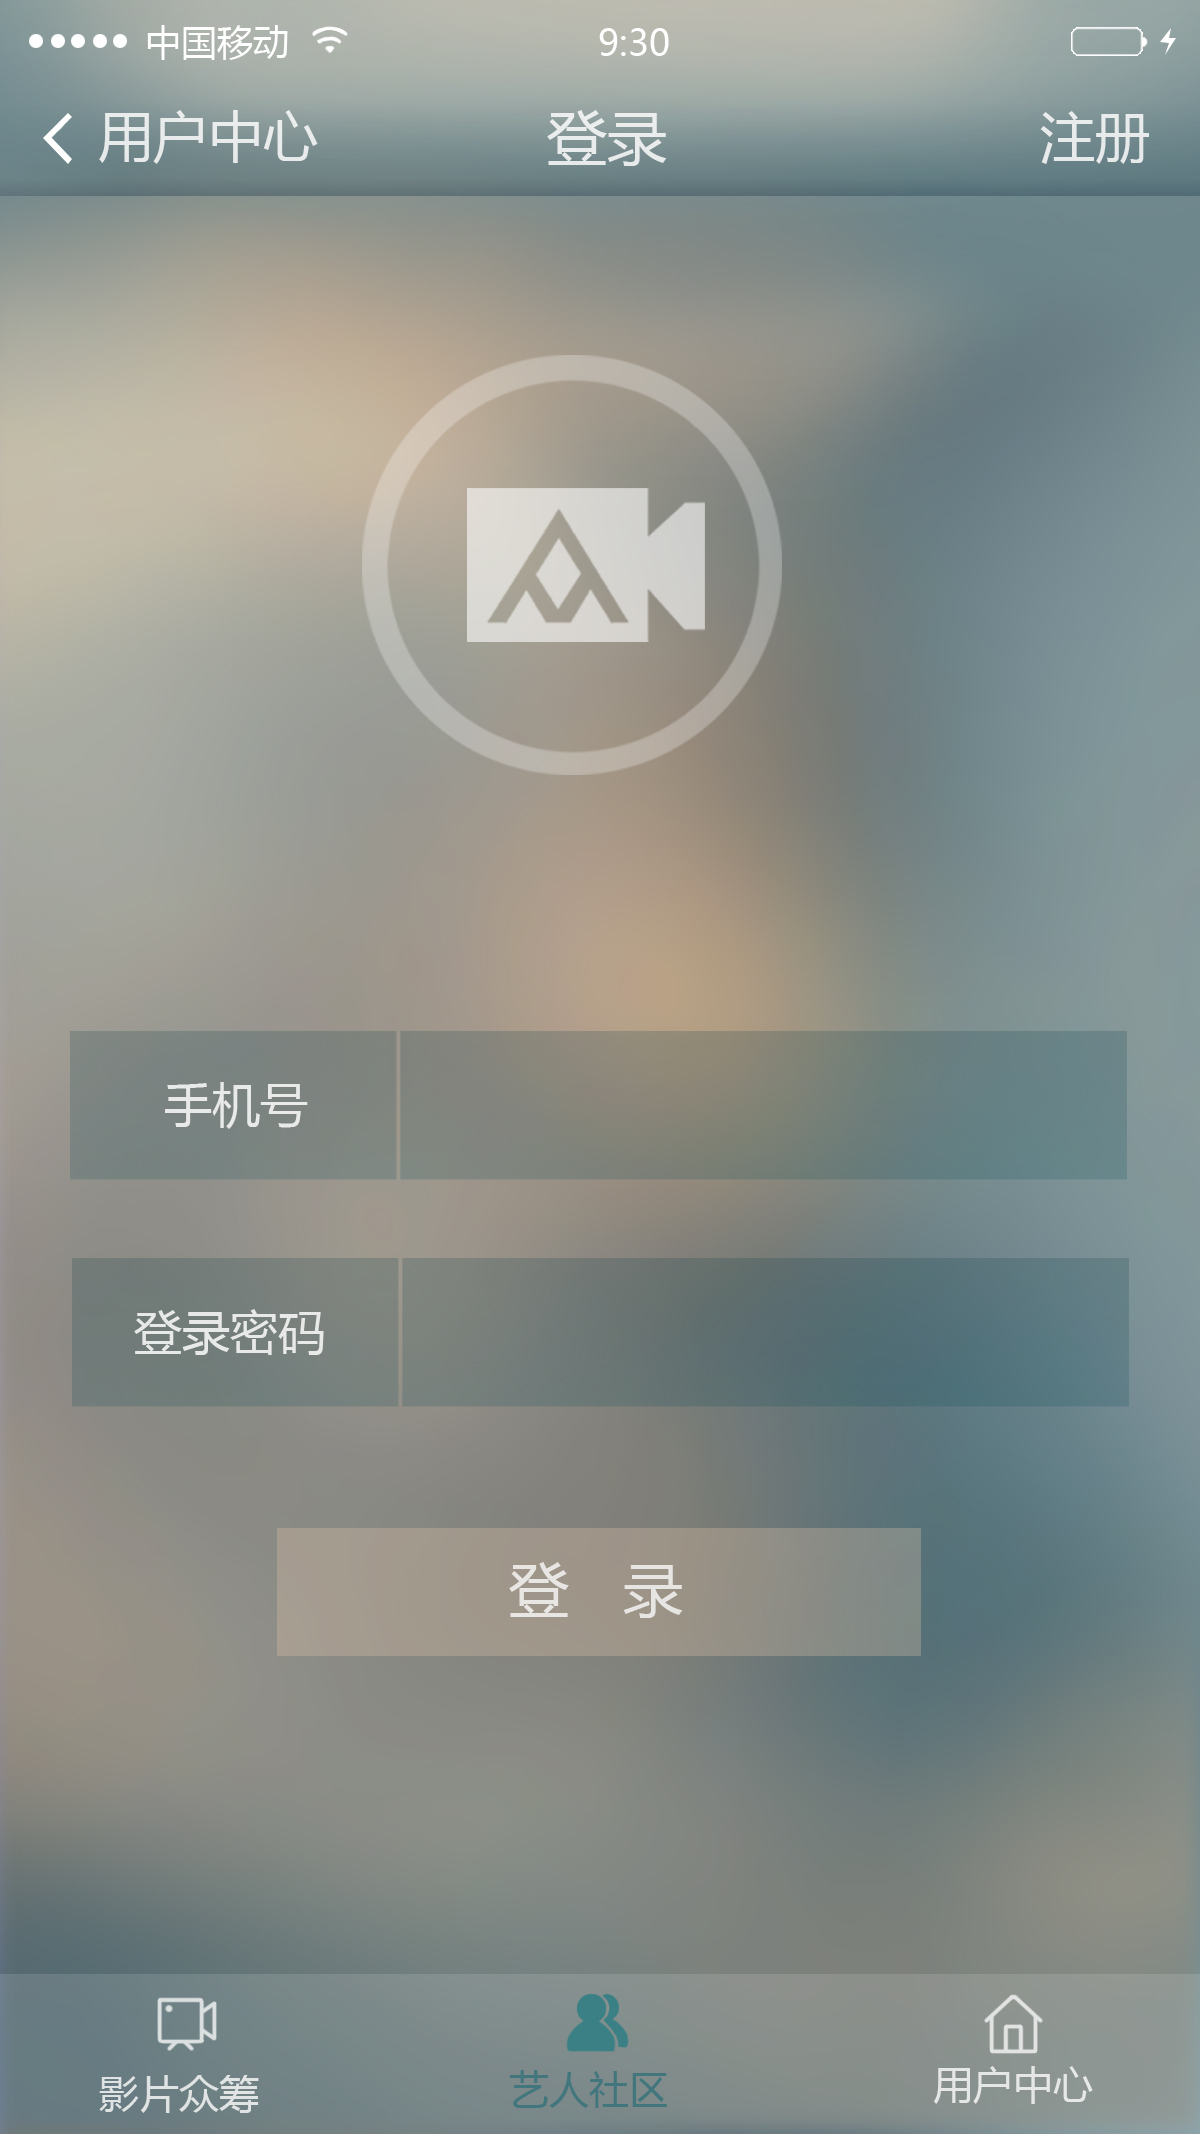 中国移动 9:30
用户中心 登录 注册
手机号
登录密码
登 录
影片众筹 艺人社区 用户中心